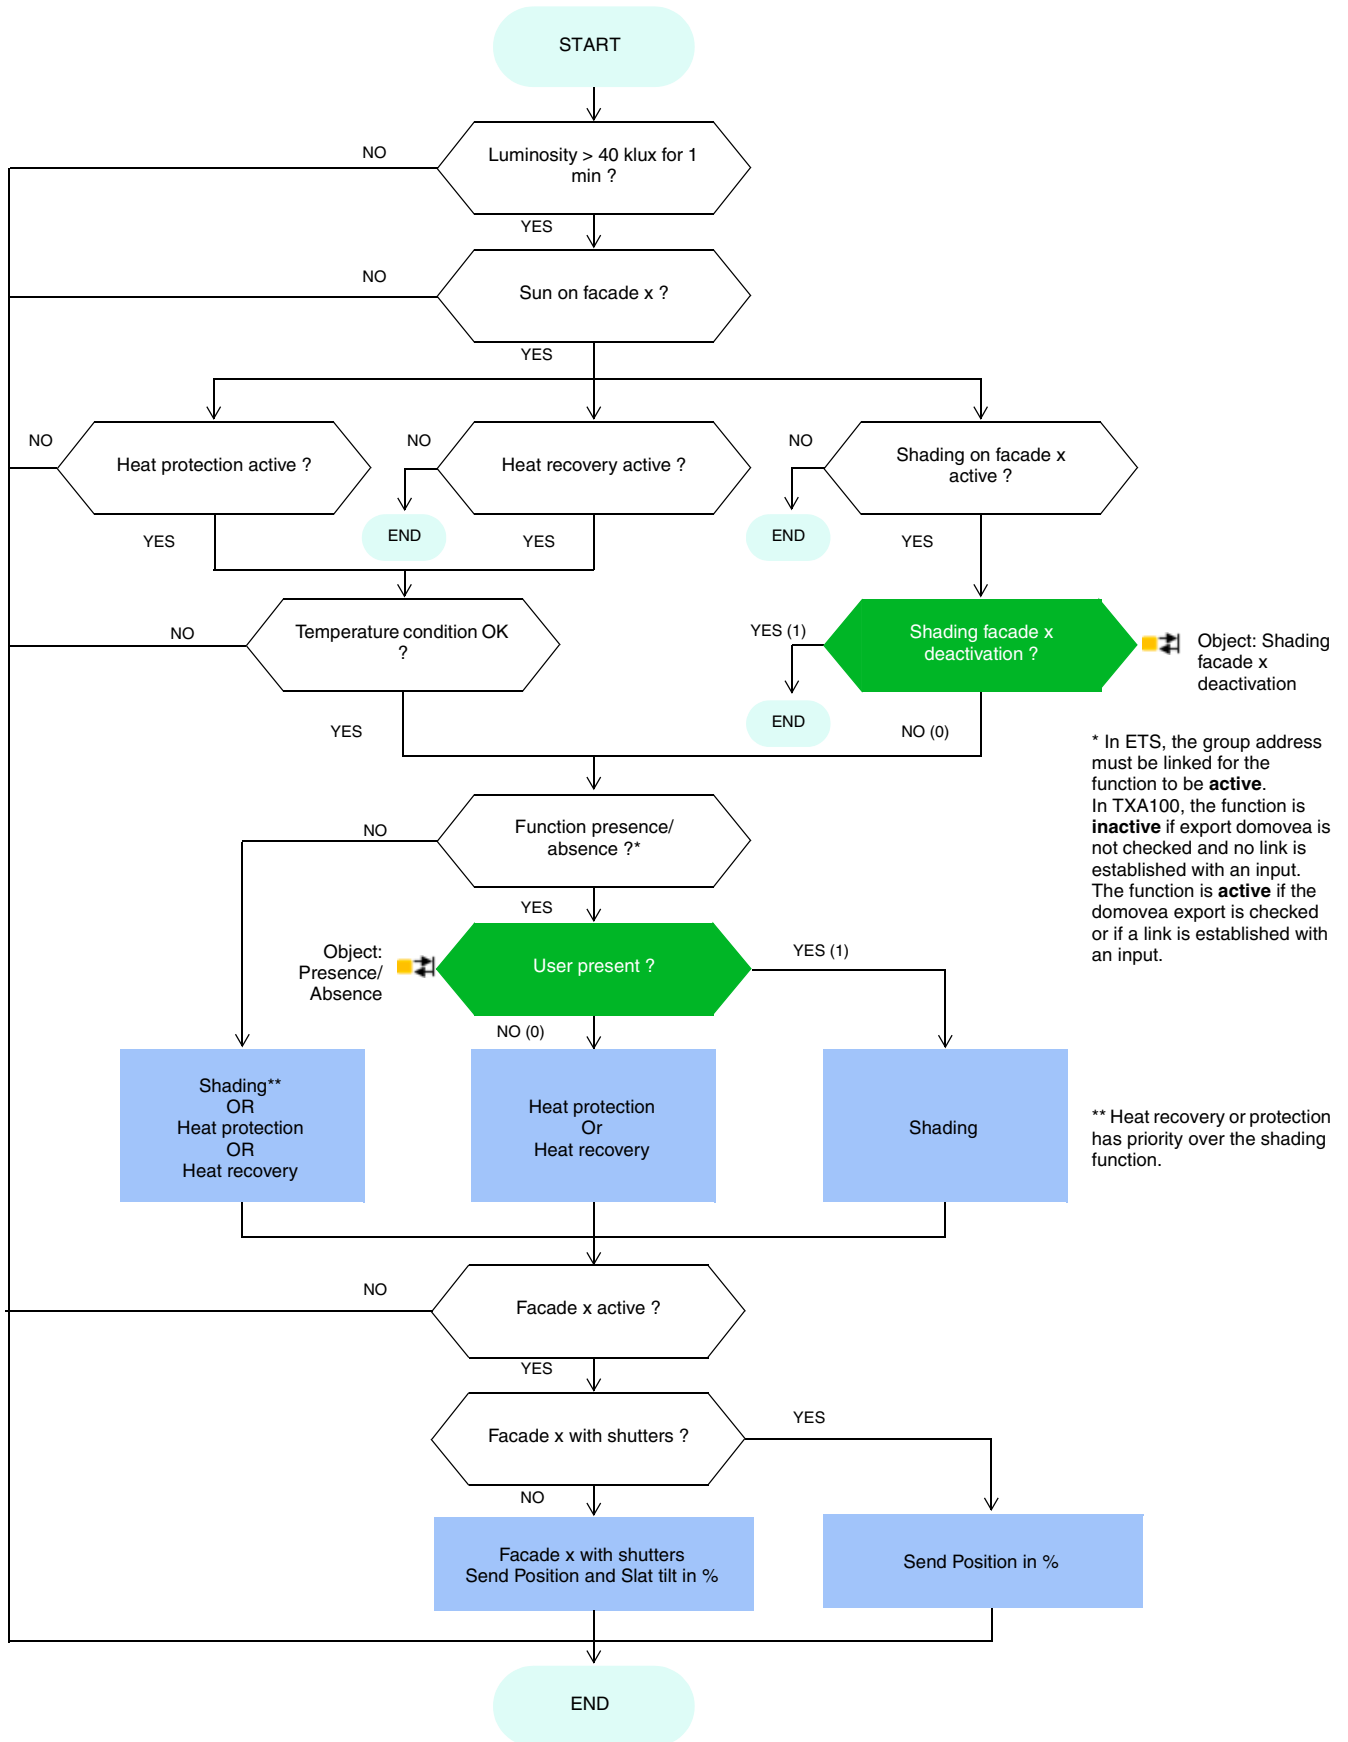 START
Luminosity > 40 klux for 1
min ?
NO
YES
Sun on facade x ?
NO
YES
NO
Heat protection active ?
YES
NO
Heat recovery active ?
END
YES
NO
Shading on facade x
active ?
END
YES
NO
Temperature condition OK
?
YES
YES (1)
Shading facade x
deactivation ?
END
NO (0)
Object: Shading
facade x
deactivation
* In ETS, the group address
must be linked for the
function to be active.
In TXA100, the function is
inactive if export domovea is
not checked and no link is
established with an input.
The function is active if the
domovea export is checked
or if a link is established with
an input.
NO
Function presence/
absence ?*
YES
Object:
Presence/
Absence
User present ?
YES (1)
NO (0)
Shading**
OR
Heat protection
OR
Heat recovery
Heat protection
Or
Heat recovery
Shading
** Heat recovery or protection
has priority over the shading
function.
NO
Facade x active ?
YES
Facade x with shutters ?
YES
NO
Facade x with shutters
Send Position and Slat tilt in %
Send Position in %
END